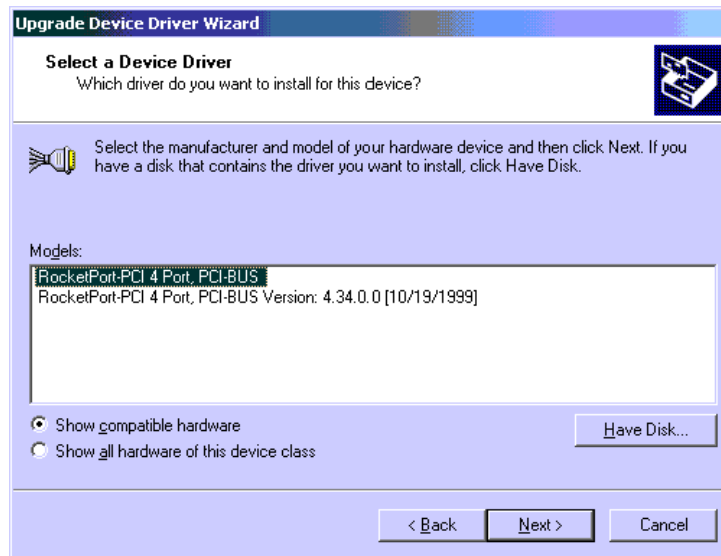 Upgrade Device Driver Wizard
Select a Device Driver
Which driver do you want to install for this device?
Select the manufacturer and model of your hardware device and then click Next. If you
have a disk that contains the driver you want to install, click Have Disk.
Models:
RocketPort-PCI 4 Port, PCI-BUS
RocketPort-PCI 4 Port, PCI-BUS Version: 4.34.0.0 [10/19/1999]
Show compatible hardware
Have Disk...
Show all hardware of this device class
< Back
Next >
Cancel